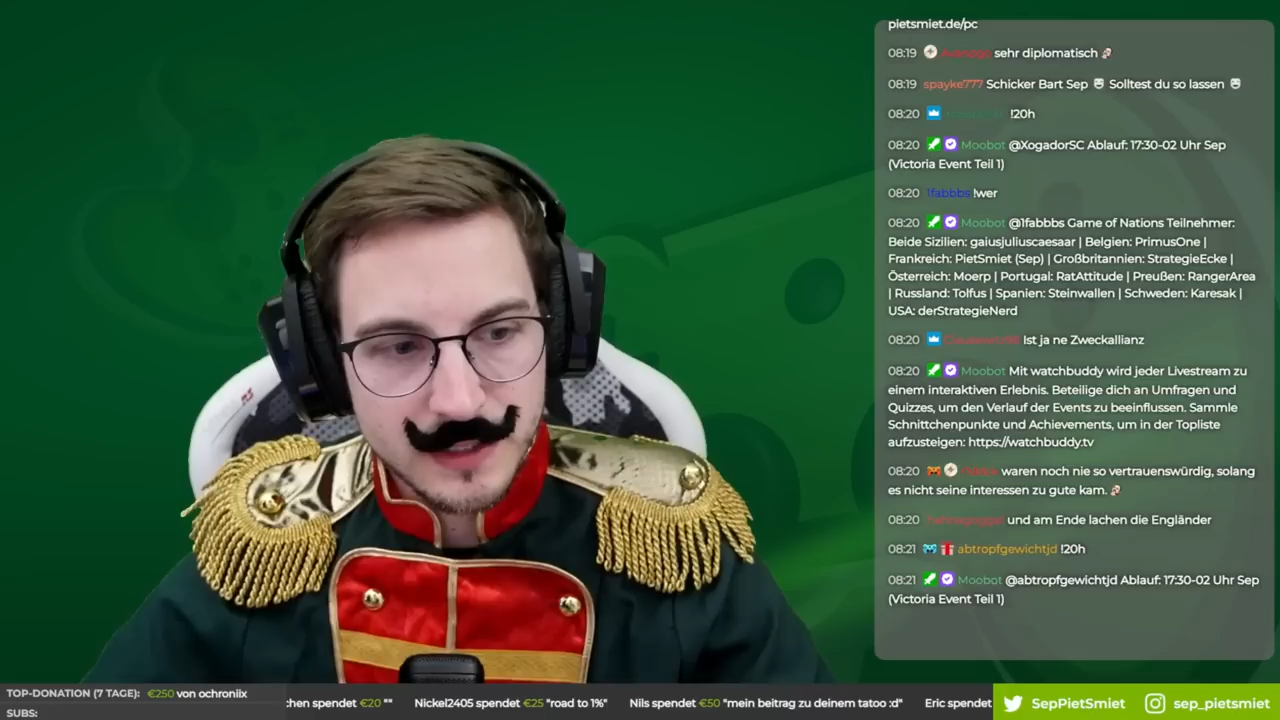 pietsmiet.de/pc
08:19 sehr diplomatisch
08:19 spayke777 Schicker Bart Sep Solltest du so lassen
08:20 !20h
08:20 Moobot @XogadorSC Ablauf: 17:30-02 Uhr Sep
(Victoria Event Teil 1)
08:20 1fabbbs !wer
08:20 Moobot @1fabbbs Game of Nations Teilnehmer:
Beide Sizilien: gaiusjuliuscaesaar | Belgien: PrimusOne |
Frankreich: PietSmiet (Sep) | Großbritannien: StrategieEcke |
Österreich: Moerp | Portugal: RatAttitude | Preußen: RangerArea
| Russland: Tolfus | Spanien: Steinwallen | Schweden: Karesak |
USA: derStrategieNerd
08:20 Ist ja ne Zweckallianz
08:20 Moobot Mit watchbuddy wird jeder Livestream zu
einem interaktiven Erlebnis. Beteilige dich an Umfragen und
Quizzes, um den Verlauf der Events zu beeinflussen. Sammle
Schnittchenpunkte und Achievements, um in der Topliste
aufzusteigen: https://watchbuddy.tv
08:20 waren noch nie so vertrauenswürdig, solang
es nicht seine interessen zu gute kam.
08:20 und am Ende lachen die Engländer
08:21 abtropfgewichtjd !20h
08:21 Moobot @abtropfgewichtjd Ablauf: 17:30-02 Uhr Sep
(Victoria Event Teil 1)
TOP-DONATION (7 TAGE): €250 von ochroniix
SUBS:
chen spendet €20 "" Nickel2405 spendet €25 "road to 1%" Nils spendet €50 "mein beitrag zu deinem tatoo :d" Eric spendet
SepPietSmiet sep_pietsmiet